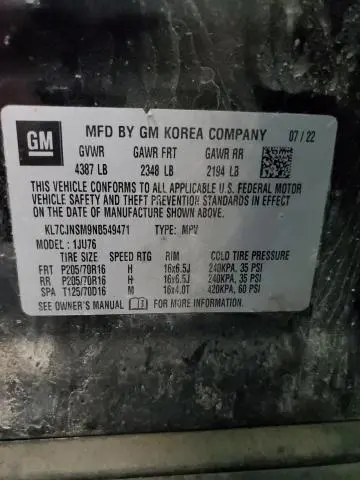 GM
MFD BY GM KOREA COMPANY 07/22
GVWR GAWR FRT GAWR RR
4387 LB 2348 LB 2194 LB
THIS VEHICLE CONFORMS TO ALL APPLICABLE U.S. FEDERAL MOTOR
VEHICLE SAFETY AND THEFT PREVENTION STANDARDS IN EFFECT
ON THE DATE OF MANUFACTURE SHOWN ABOVE.
KL7CJNSM9NB549471 TYPE: MPV
MODEL: 1JU76
TIRE SIZE SPEED RTG RIM COLD TIRE PRESSURE
FRT P205/70R16 H 16x6.5J 240KPA, 35 PSI
RR P205/70R16 H 16x6.5J 240KPA, 35 PSI
SPA T125/70D16 M 16x4.0T 420KPA, 60 PSI
SEE OWNER'S MANUAL FOR MORE INFORMATION.